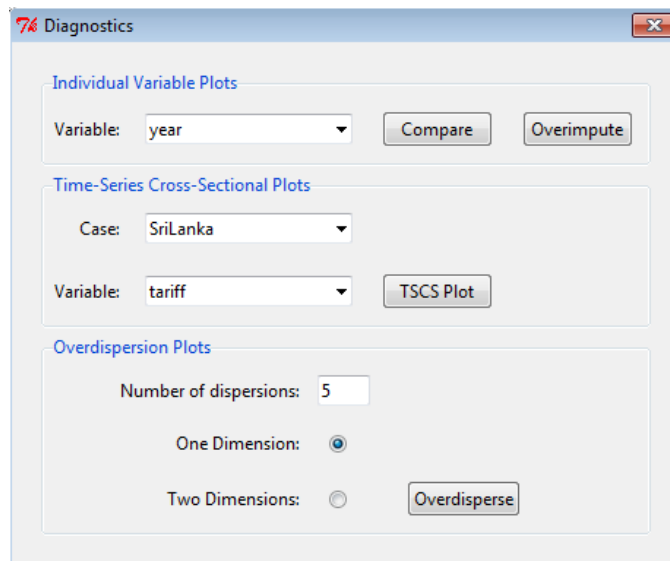 Diagnostics
Individual Variable Plots
Variable: year Compare Overimpute
Time-Series Cross-Sectional Plots
Case: SriLanka
Variable: tariff TSCS Plot
Overdispersion Plots
Number of dispersions: 5
One Dimension:
Two Dimensions: Overdisperse